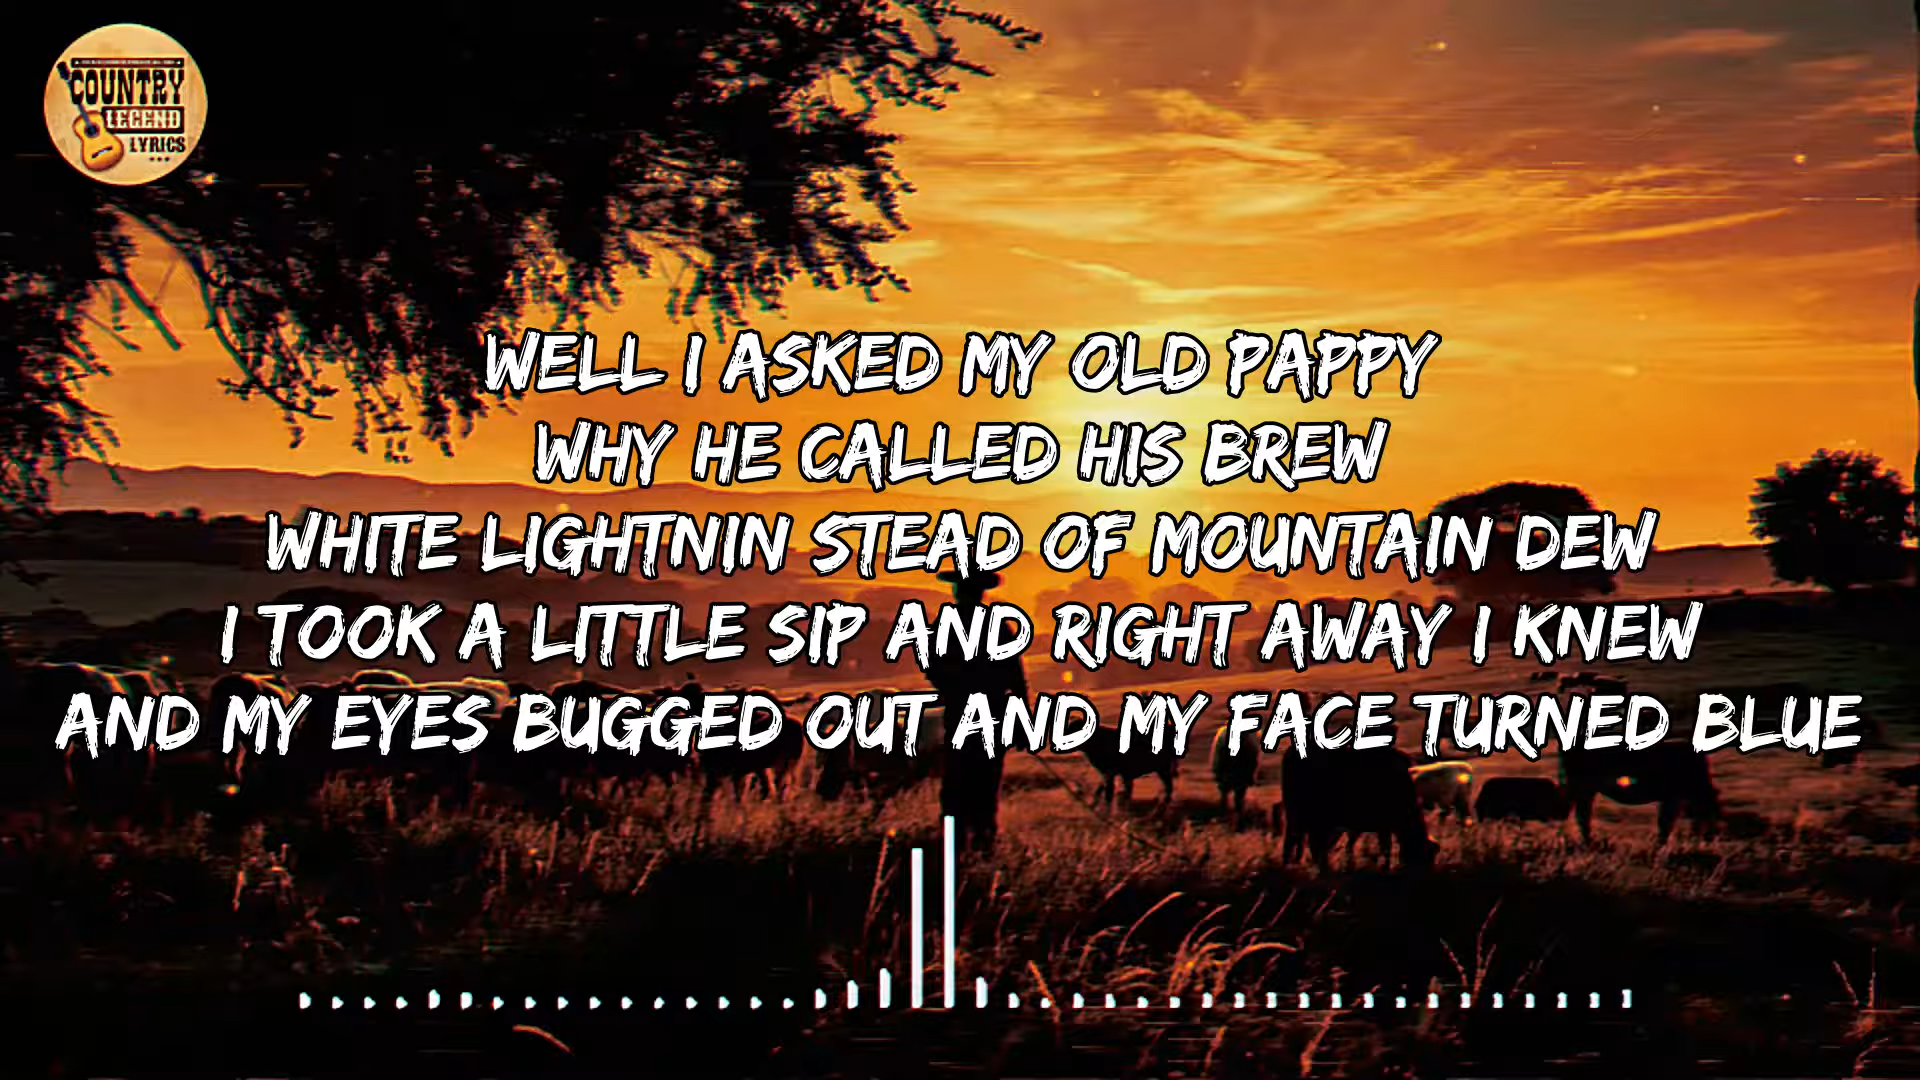 COUNTRY
LEGEND
LYRICS
WELL I ASKED MY OLD PAPPY
WHY HE CALLED HIS BREW
WHITE LIGHTNIN STEAD OF MOUNTAIN DEW
I TOOK A LITTLE SIP AND RIGHT AWAY I KNEW
AND MY EYES BUGGED OUT AND MY FACE TURNED BLUE